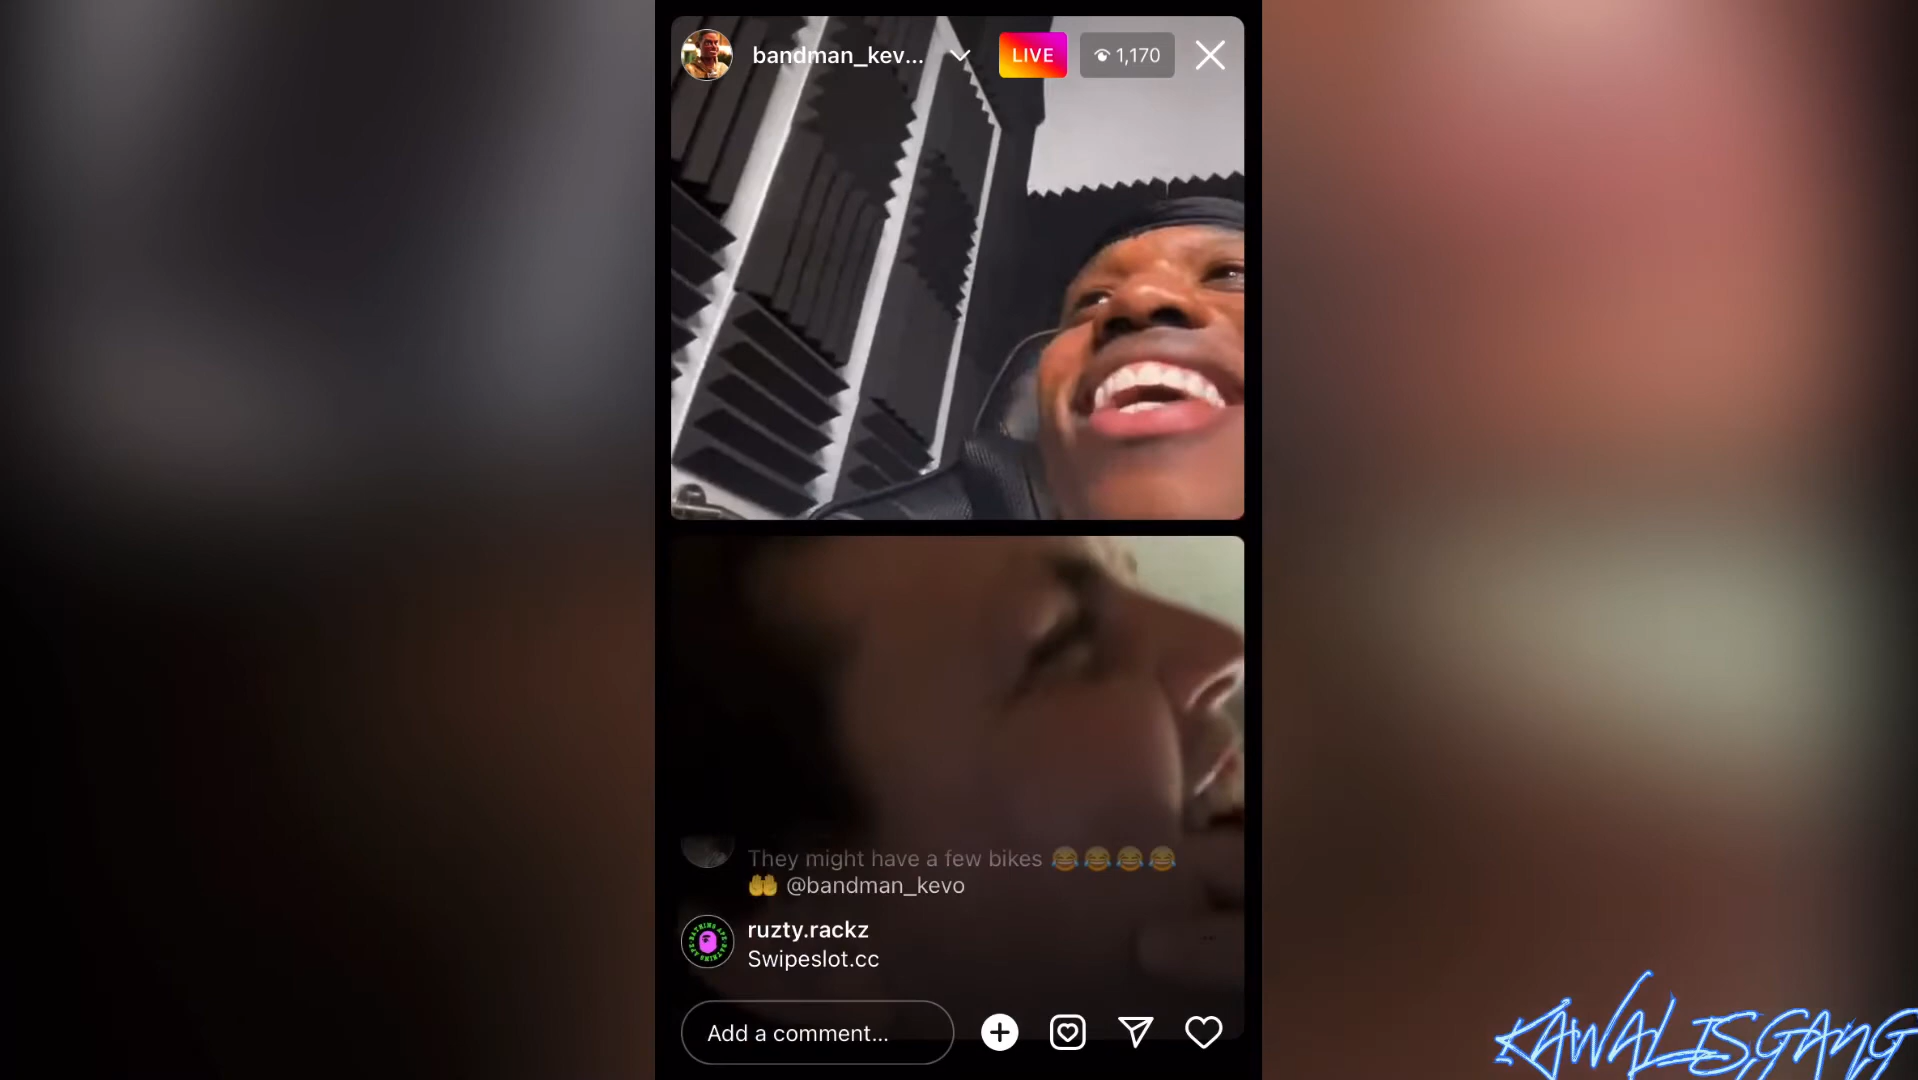 bandman_kev...
LIVE
1,170
They might have a few bikes 😂😂😂😂
🤲 @bandman_kevo
ruzty.rackz
Swipeslot.cc
Add a comment...
KAWALISGANG